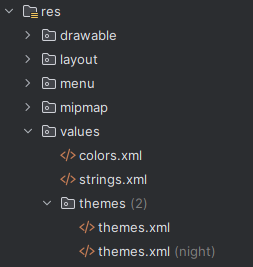 res
drawable
layout
menu
mipmap
values
colors.xml
strings.xml
themes (2)
themes.xml
themes.xml (night)